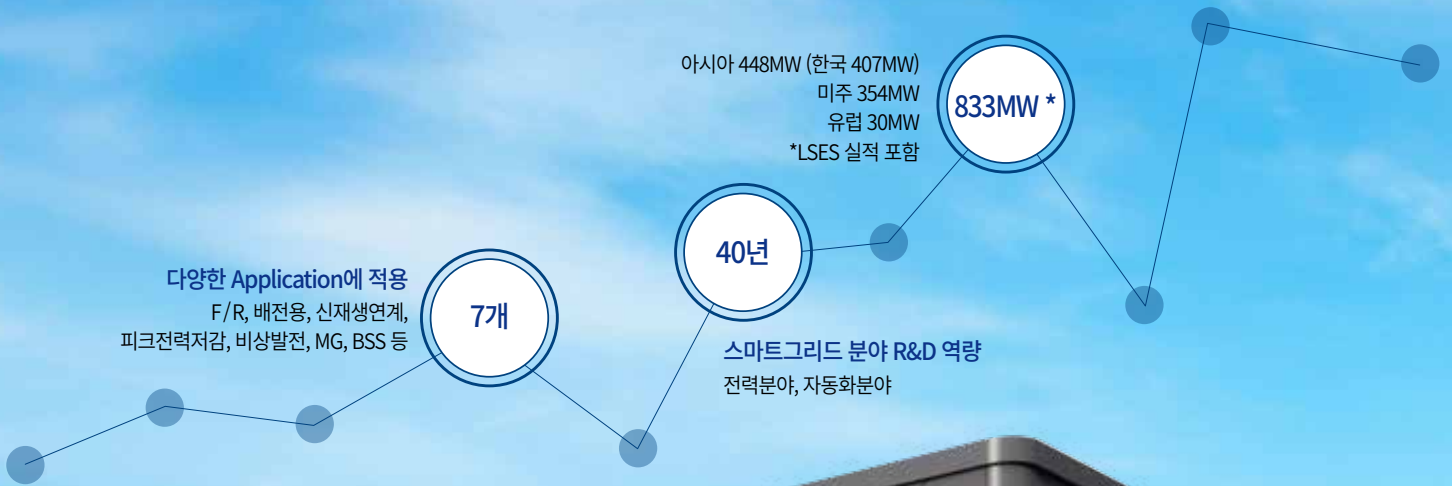 아시아 448MW (한국 407MW)
미주 354MW
유럽 30MW
*LSES 실적 포함
833MW *
40년
스마트그리드 분야 R&D 역량
전력분야, 자동화분야
다양한 Application에 적용
F/R, 배전용, 신재생연계,
피크전력저감, 비상발전, MG, BSS 등
7개